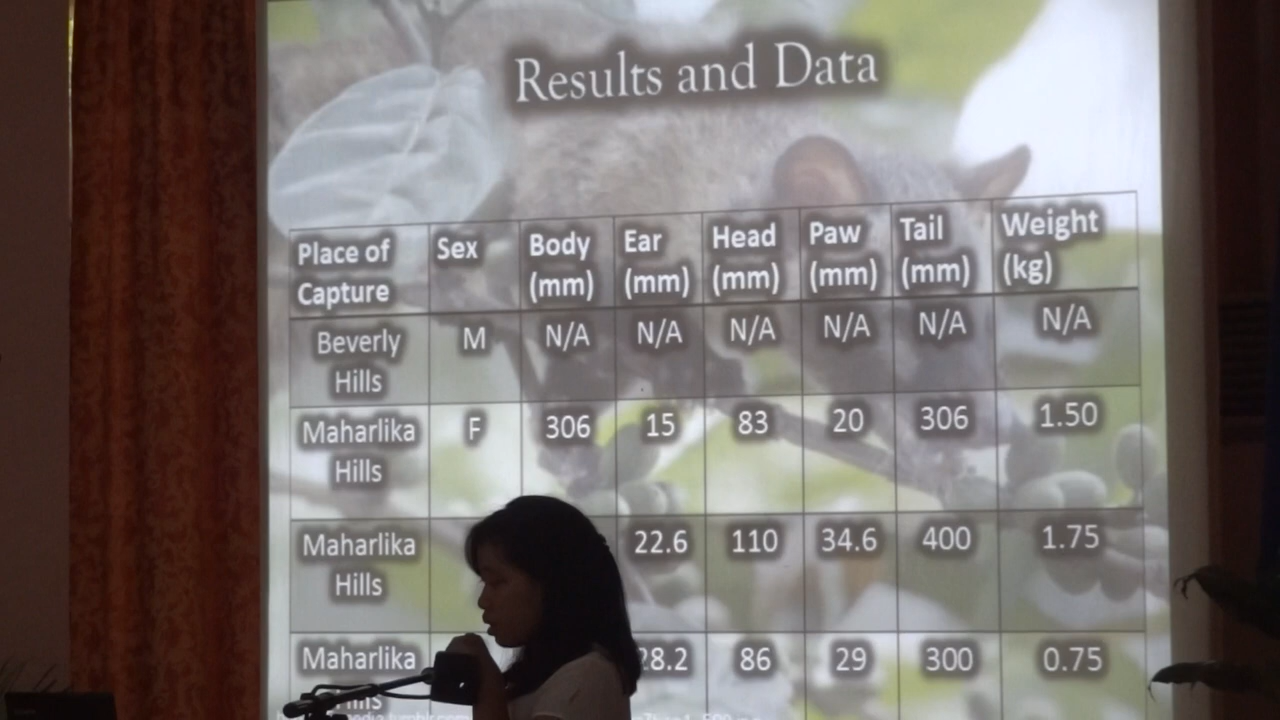 Results and Data
Place of Capture Sex Body (mm) Ear (mm) Head (mm) Paw (mm) Tail (mm) Weight (kg)
Beverly Hills M N/A N/A N/A N/A N/A N/A
Maharlika Hills F 306 15 83 20 306 1.50
Maharlika Hills 22.6 110 34.6 400 1.75
Maharlika 28.2 86 29 300 0.75